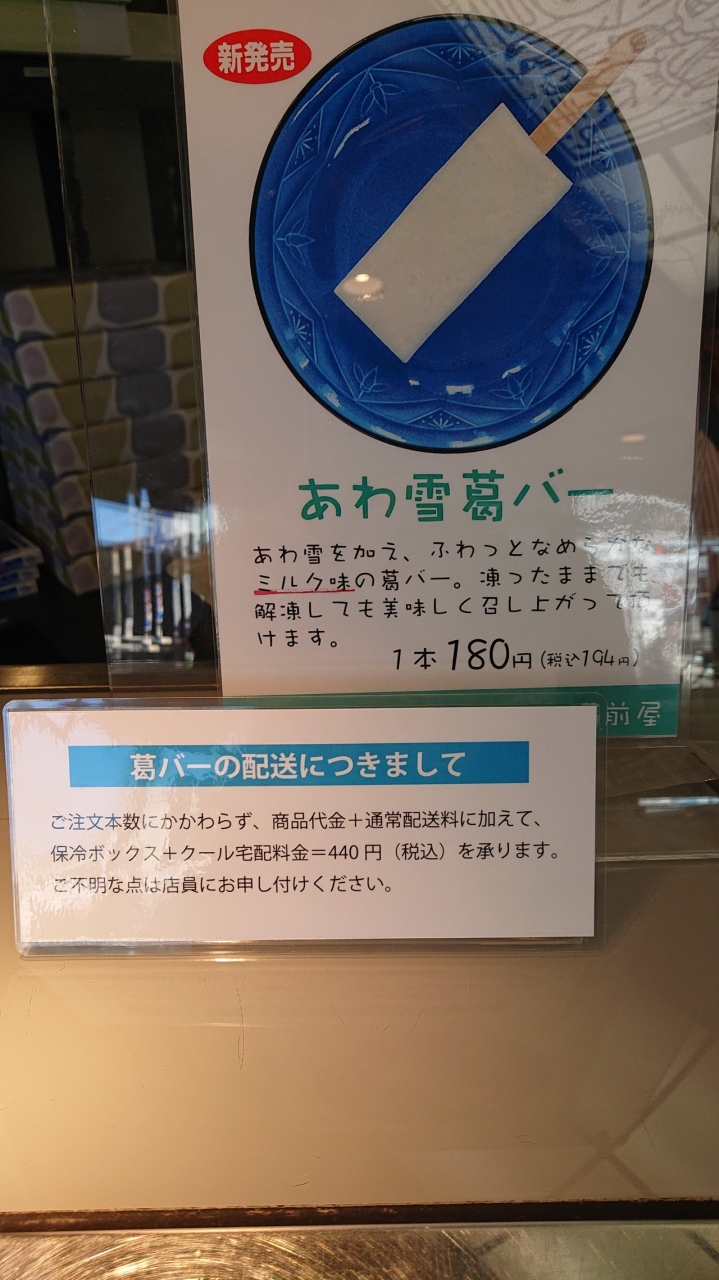 新発売
あわ雪葛バー
あわ雪を加え、ふわっとなめらかな
ミルク味の葛バー。凍ったままでも
解凍しても美味しく召し上がって頂
けます。
1本180円(税込194円)
前屋
葛バーの配送につきまして
ご注文本数にかかわらず、商品代金＋通常配送料に加えて、
保冷ボックス＋クール宅配料金＝440円（税込）を承ります。
ご不明な点は店員にお申し付けください。